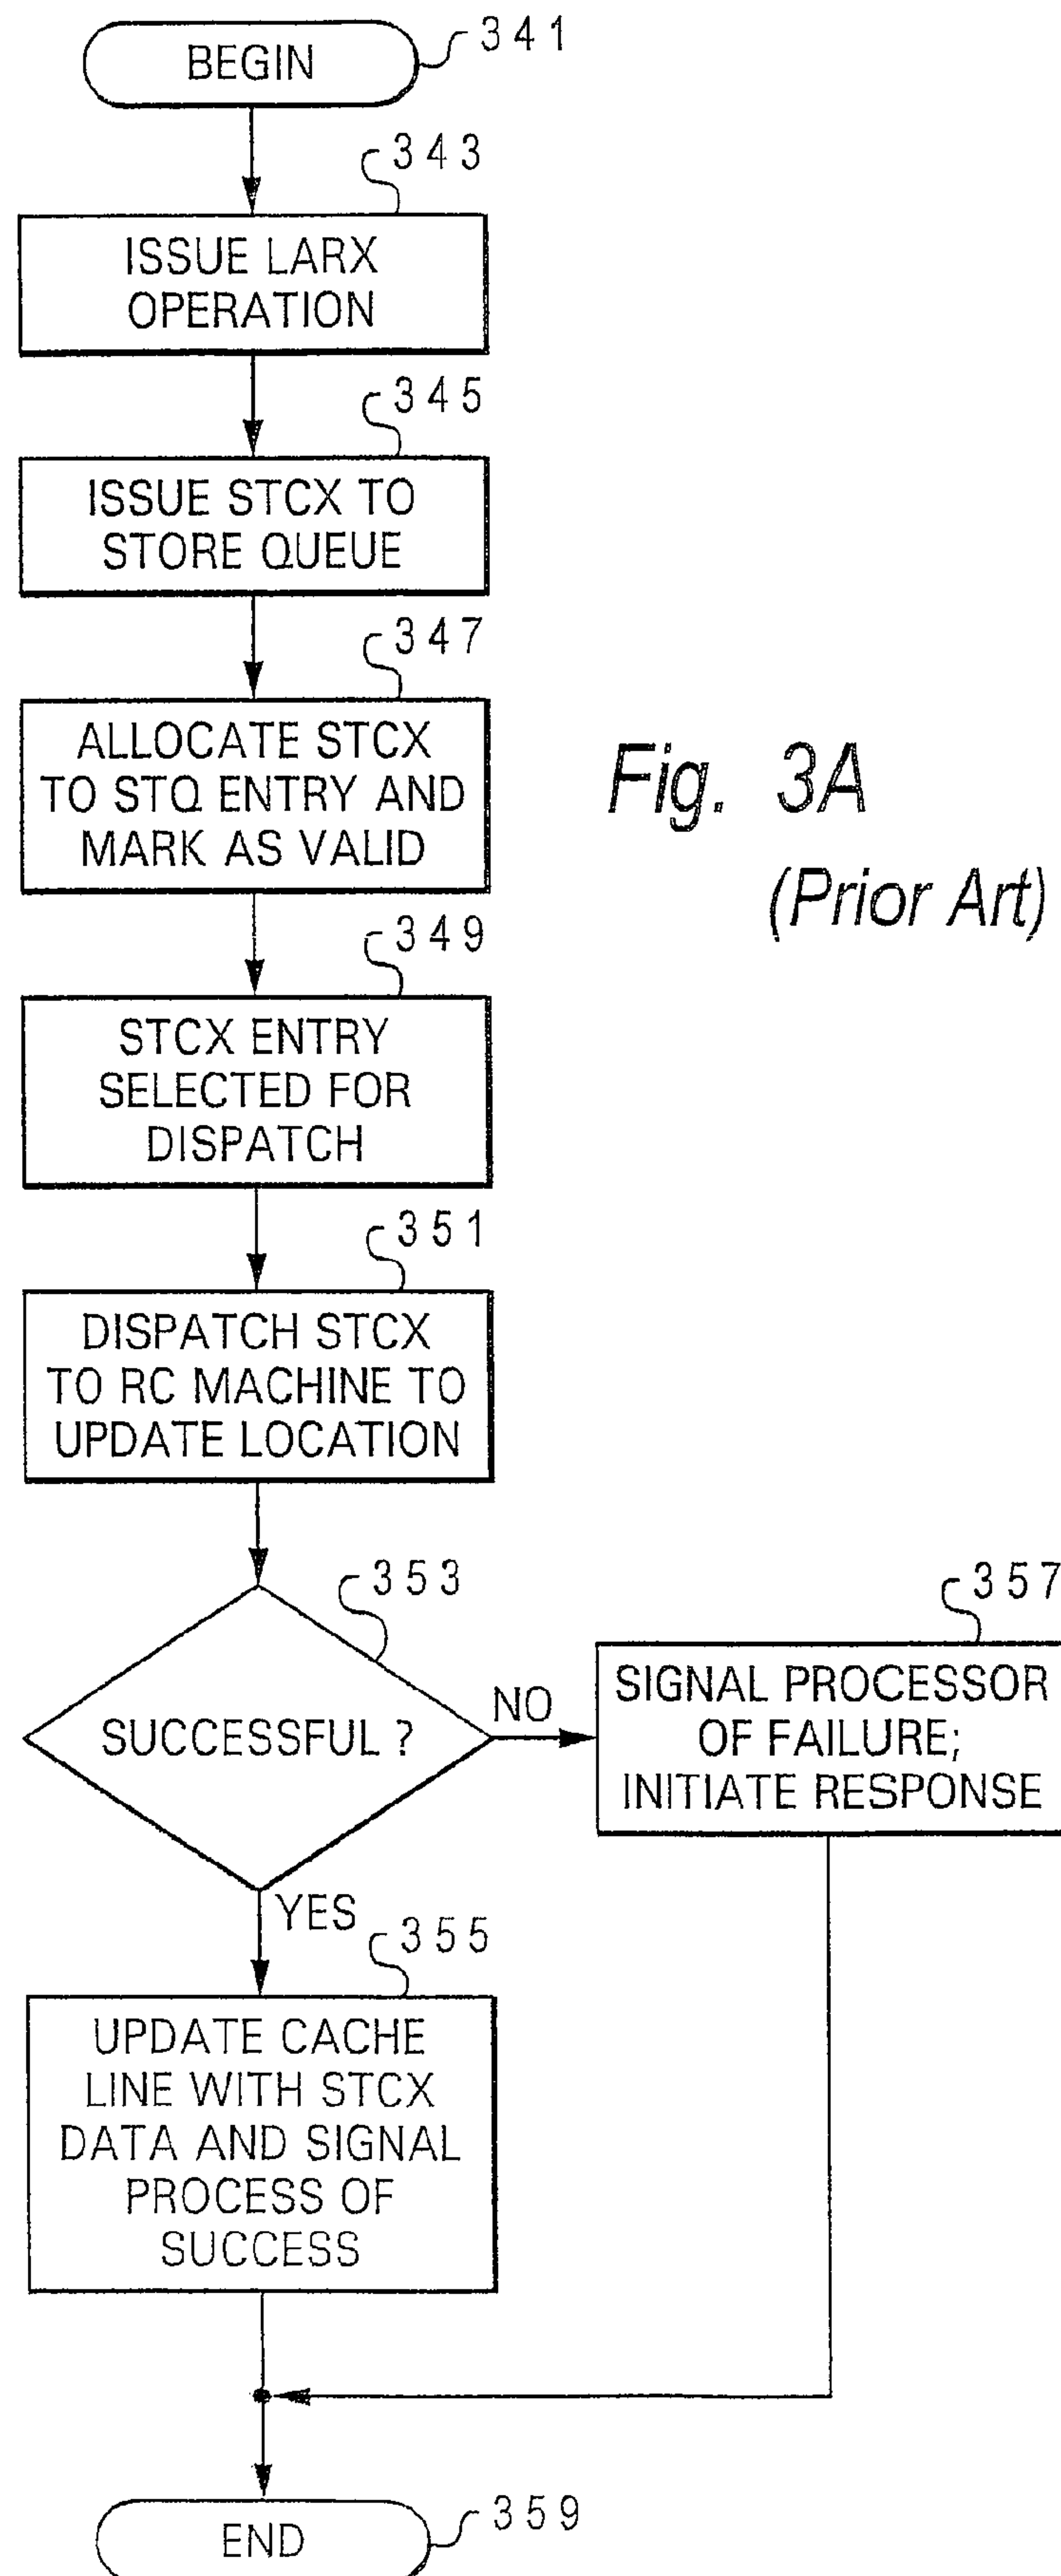 BEGIN
341
343
ISSUE LARX
OPERATION
345
ISSUE STCX TO
STORE QUEUE
347
ALLOCATE STCX
TO STQ ENTRY AND
MARK AS VALID
Fig. 3A
(Prior Art)
349
STCX ENTRY
SELECTED FOR
DISPATCH
351
DISPATCH STCX
TO RC MACHINE TO
UPDATE LOCATION
353
SUCCESSFUL ?
NO
357
SIGNAL PROCESSOR
OF FAILURE;
INITIATE RESPONSE
YES
355
UPDATE CACHE
LINE WITH STCX
DATA AND SIGNAL
PROCESS OF
SUCCESS
END
359